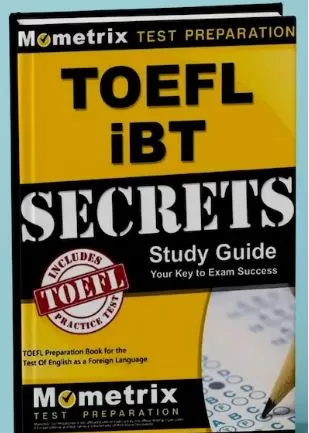 Mometrix TEST PREPARATION
TOEFL
iBT
SECRETS
Study Guide
Your Key to Exam Success
INCLUDES
TOEFL
PRACTICE TEST
TOEFL Preparation Book for the
Test Of English as a Foreign Language
Mometrix
TEST PREPARATION